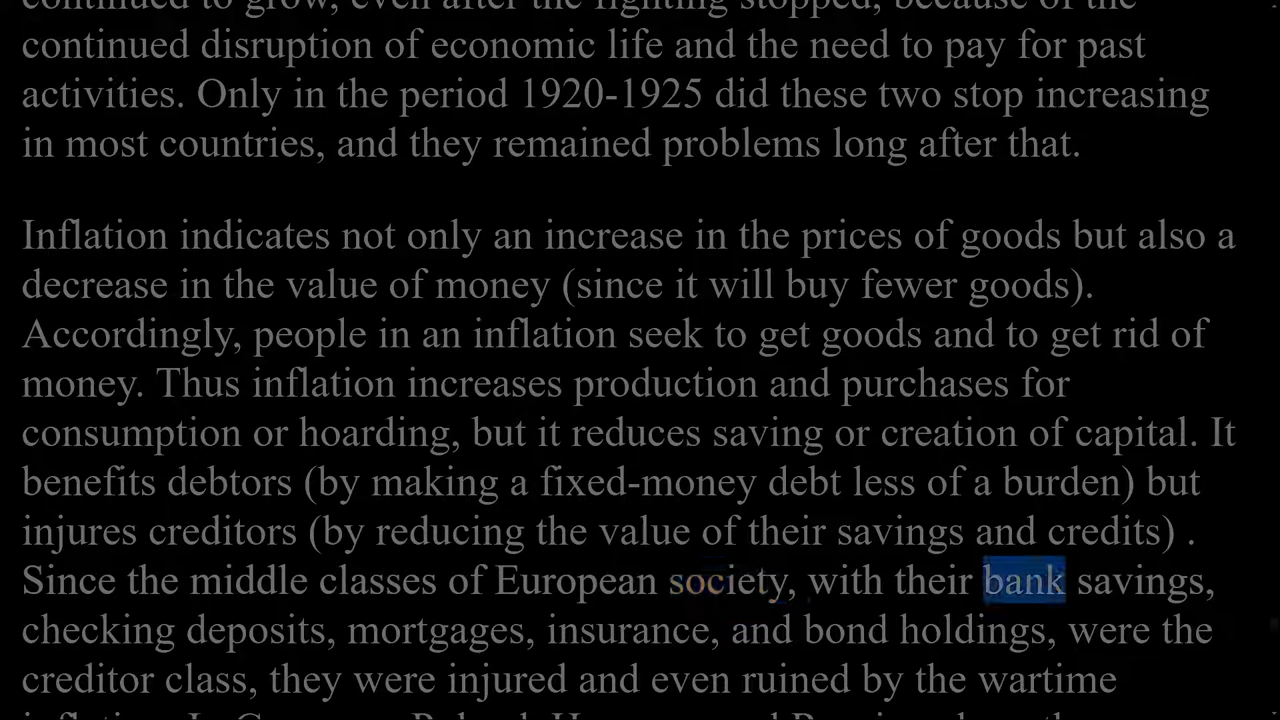 continued to grow, even after the fighting stopped, because of the
continued disruption of economic life and the need to pay for past
activities. Only in the period 1920-1925 did these two stop increasing
in most countries, and they remained problems long after that.
Inflation indicates not only an increase in the prices of goods but also a
decrease in the value of money (since it will buy fewer goods).
Accordingly, people in an inflation seek to get goods and to get rid of
money. Thus inflation increases production and purchases for
consumption or hoarding, but it reduces saving or creation of capital. It
benefits debtors (by making a fixed-money debt less of a burden) but
injures creditors (by reducing the value of their savings and credits) .
Since the middle classes of European society, with their bank savings,
checking deposits, mortgages, insurance, and bond holdings, were the
creditor class, they were injured and even ruined by the wartime